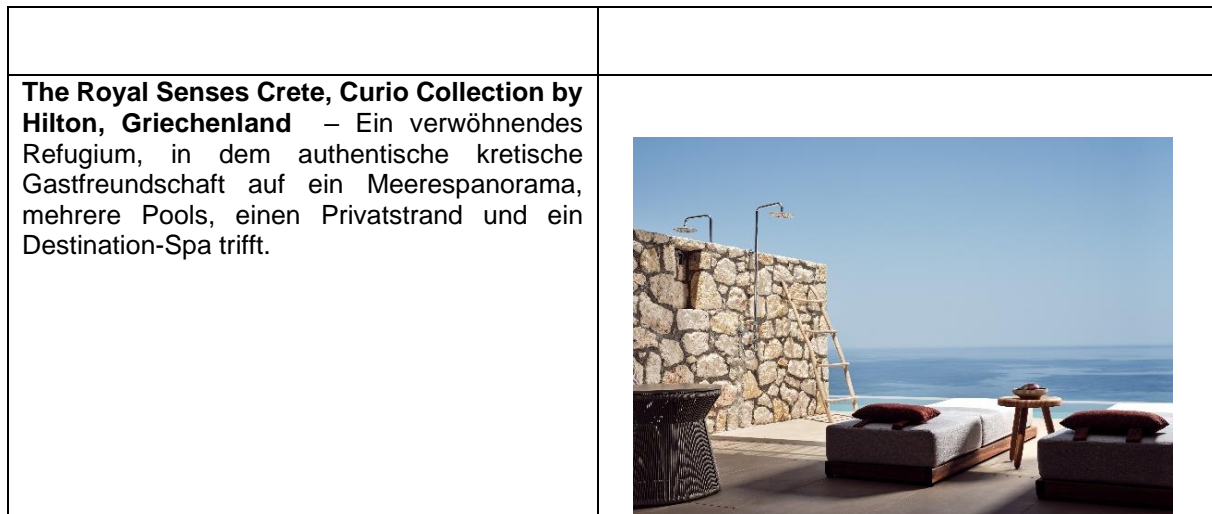 The Royal Senses Crete, Curio Collection by
Hilton, Griechenland – Ein verwöhnendes
Refugium, in dem authentische kretische
Gastfreundschaft auf ein Meerespanorama,
mehrere Pools, einen Privatstrand und ein
Destination-Spa trifft.